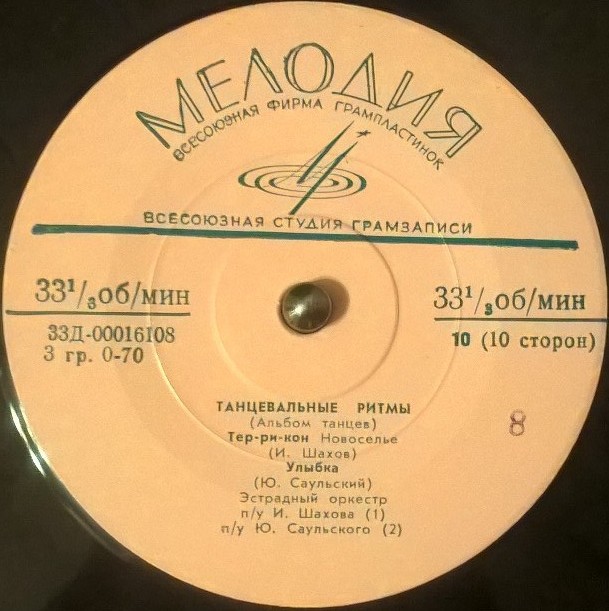 МЕЛОДИЯ
ВСЕСОЮЗНАЯ ФИРМА ГРАМПЛАСТИНОК
ВСЕСОЮЗНАЯ СТУДИЯ ГРАМЗАПИСИ
33¹/₃об/мин
33Д-00016108
3 гр. 0-70
33¹/₃об/мин
10 (10 сторон)
ТАНЦЕВАЛЬНЫЕ РИТМЫ
(Альбом танцев)
Тер-ри-кон Новоселье
(И. Шахов)
Улыбка
(Ю. Саульский)
Эстрадный оркестр
п/у И. Шахова (1)
п/у Ю. Саульского (2)
8